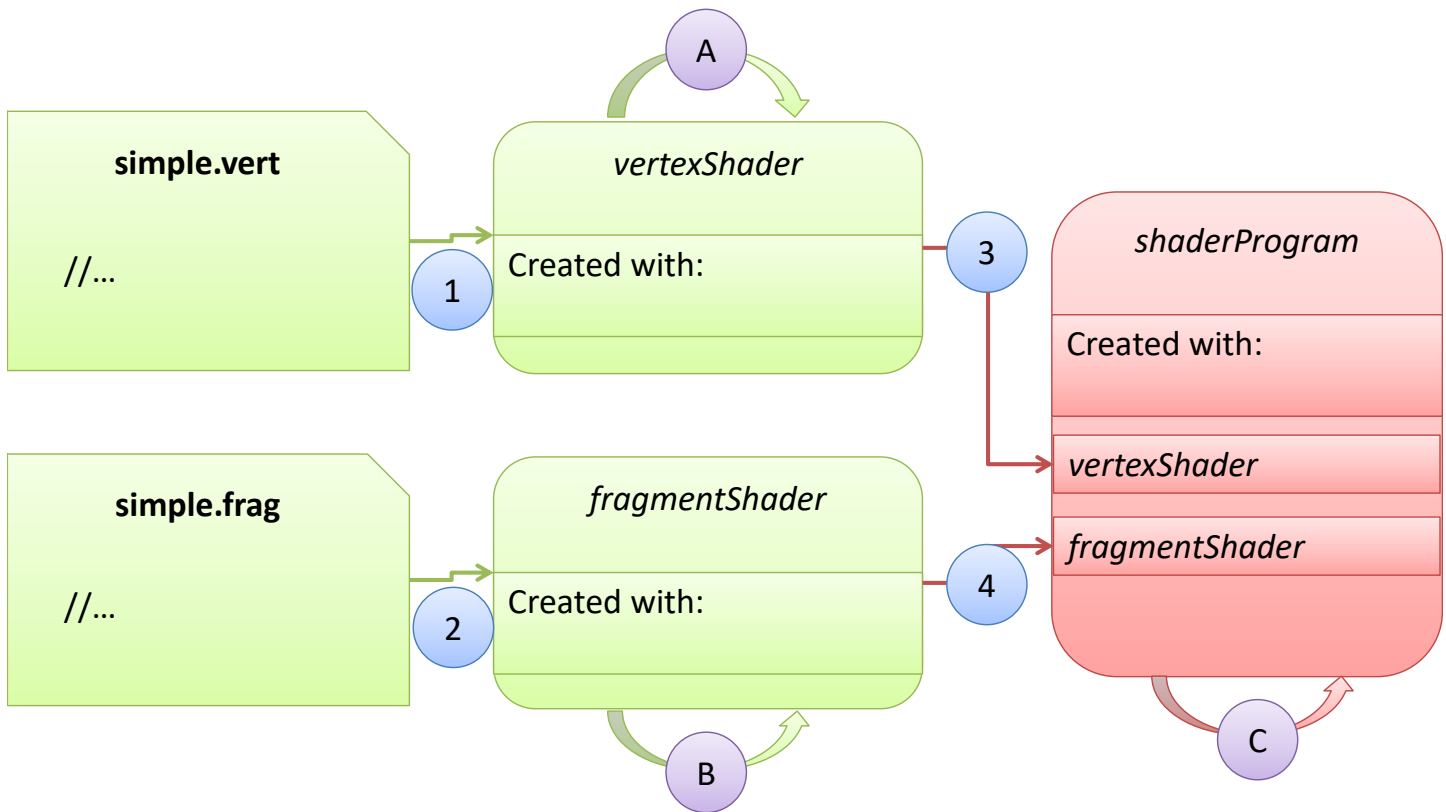 A
simple.vert
//...
1
vertexShader
Created with:
3
shaderProgram
Created with:
vertexShader
fragmentShader
simple.frag
//...
2
fragmentShader
Created with:
4
B
C